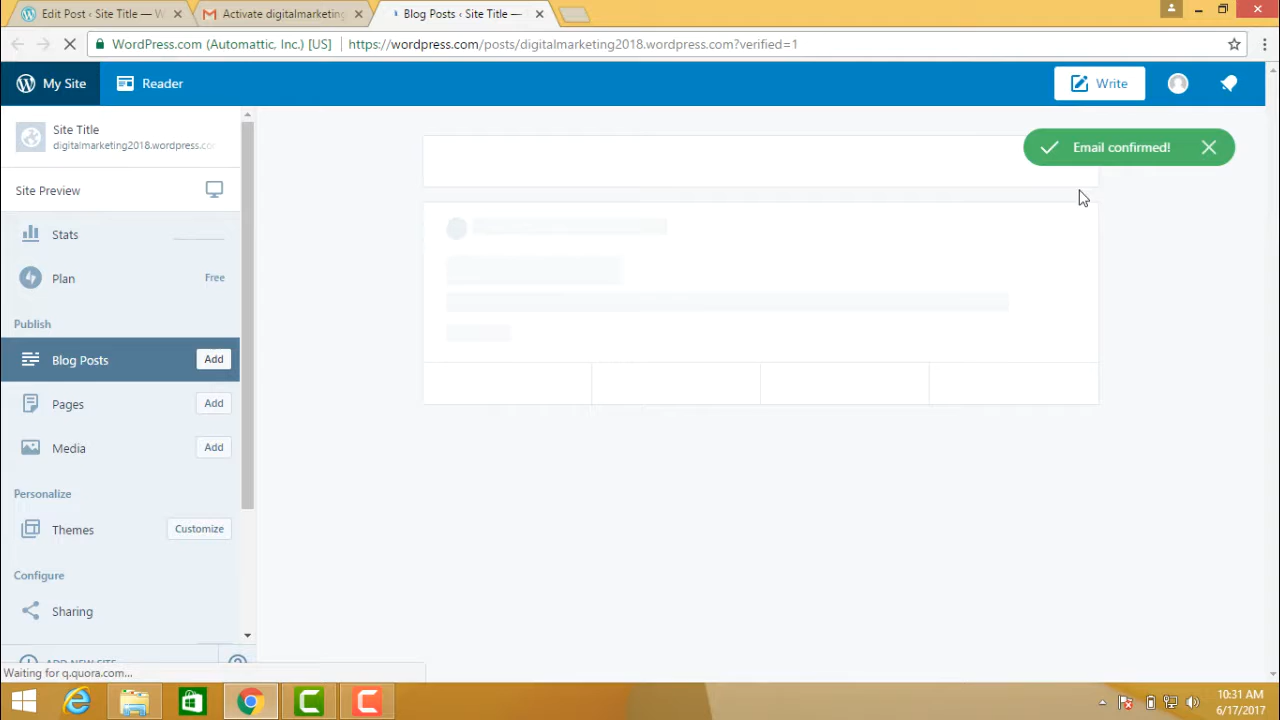 Edit Post ‹ Site Title — W
Activate digitalmarketing
Blog Posts ‹ Site Title —
WordPress.com (Automattic, Inc.) [US]
https://wordpress.com/posts/digitalmarketing2018.wordpress.com?verified=1
My Site
Reader
Write
Site Title
digitalmarketing2018.wordpress.co
Email confirmed!
Site Preview
Stats
Plan
Free
Publish
Blog Posts
Add
Pages
Add
Media
Add
Personalize
Themes
Customize
Configure
Sharing
ADD NEW SITE
Waiting for q.quora.com...
10:31 AM
6/17/2017